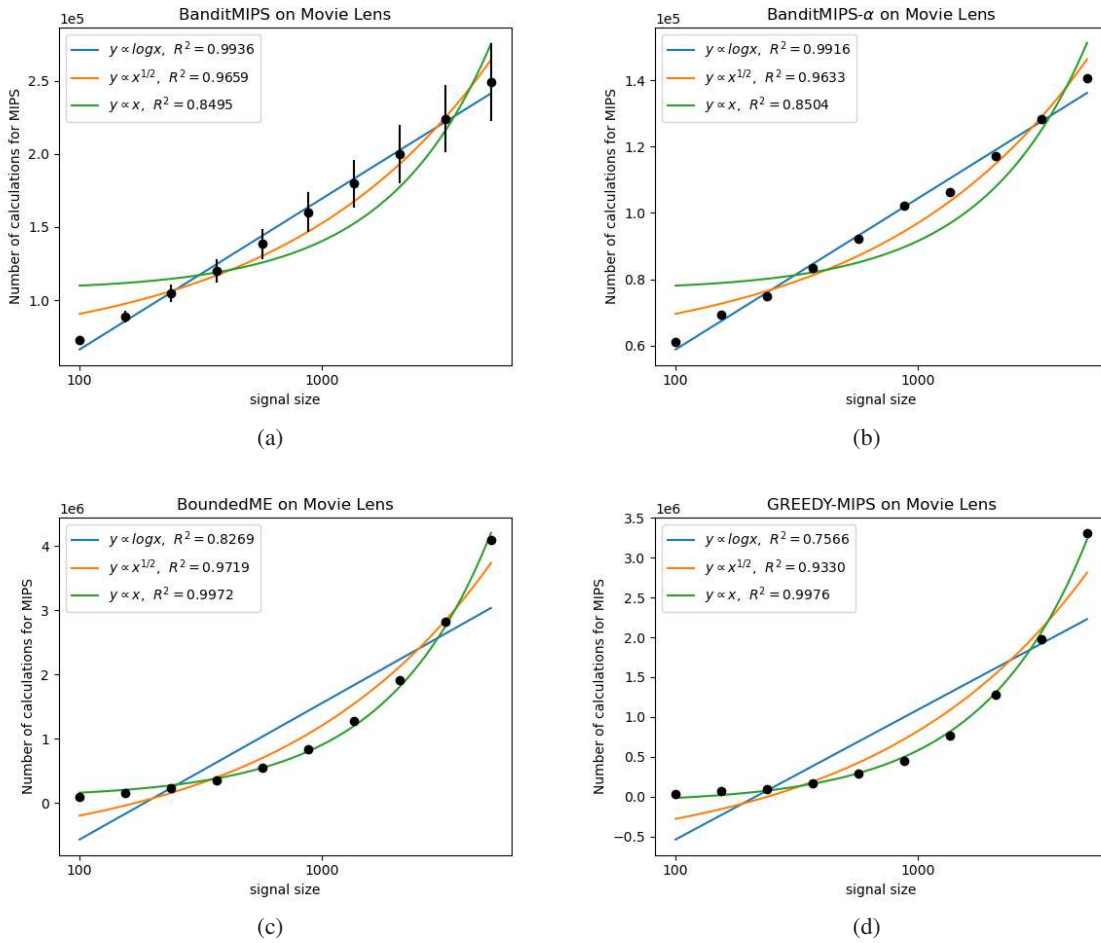 BanditMIPS on Movie Lens
1e5
y ∝ logx, R² = 0.9936
y ∝ x^{1/2}, R² = 0.9659
y ∝ x, R² = 0.8495
Number of calculations for MIPS
2.5
2.0
1.5
1.0
100
1000
signal size
(a)
BanditMIPS-α on Movie Lens
1e5
y ∝ logx, R² = 0.9916
y ∝ x^{1/2}, R² = 0.9633
y ∝ x, R² = 0.8504
Number of calculations for MIPS
1.4
1.2
1.0
0.8
0.6
100
1000
signal size
(b)
BoundedME on Movie Lens
1e6
y ∝ logx, R² = 0.8269
y ∝ x^{1/2}, R² = 0.9719
y ∝ x, R² = 0.9972
Number of calculations for MIPS
4
3
2
1
0
100
1000
signal size
(c)
GREEDY-MIPS on Movie Lens
1e6
y ∝ logx, R² = 0.7566
y ∝ x^{1/2}, R² = 0.9330
y ∝ x, R² = 0.9976
Number of calculations for MIPS
3.5
3.0
2.5
2.0
1.5
1.0
0.5
0.0
−0.5
100
1000
signal size
(d)